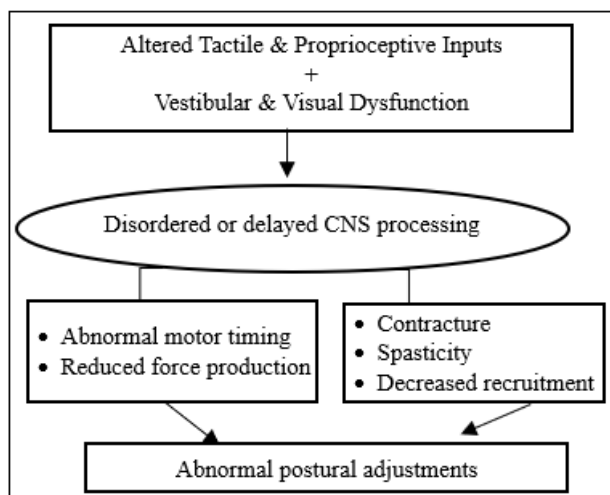 Altered Tactile & Proprioceptive Inputs
+
Vestibular & Visual Dysfunction
Disordered or delayed CNS processing
• Abnormal motor timing
• Reduced force production
• Contracture
• Spasticity
• Decreased recruitment
Abnormal postural adjustments